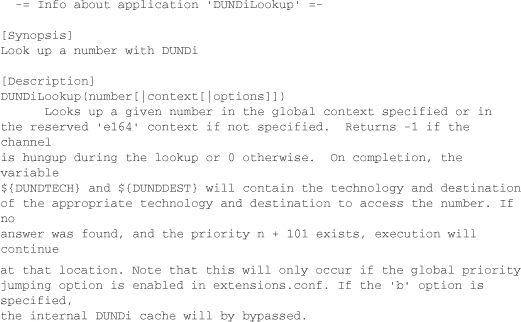 -= Info about application 'DUNDiLookup' =-
[Synopsis]
Look up a number with DUNDi
[Description]
DUNDiLookup(number[|context[|options]])
Looks up a given number in the global context specified or in
the reserved 'e164' context if not specified. Returns -1 if the
channel
is hungup during the lookup or 0 otherwise. On completion, the
variable
${DUNDTECH} and ${DUNDDEST} will contain the technology and destination
of the appropriate technology and destination to access the number. If
no
answer was found, and the priority n + 101 exists, execution will
continue
at that location. Note that this will only occur if the global priority
jumping option is enabled in extensions.conf. If the 'b' option is
specified,
the internal DUNDi cache will by bypassed.